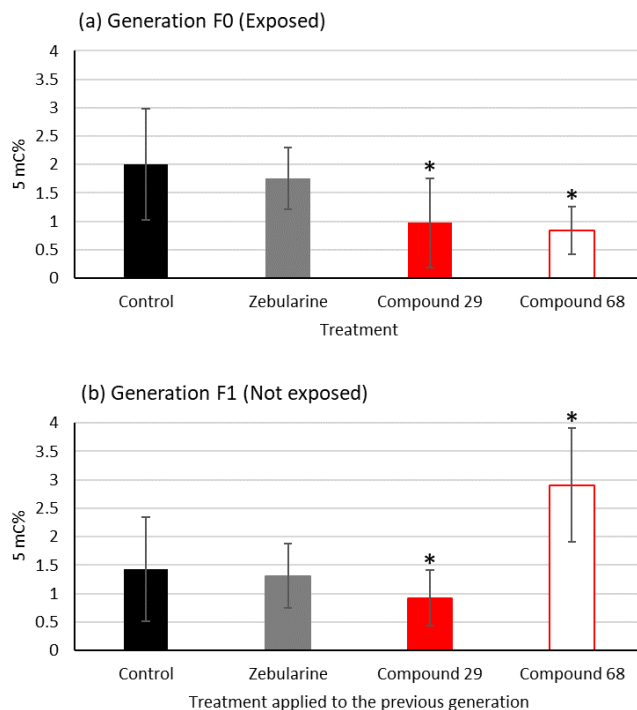 (a) Generation F0 (Exposed)
4
3.5
3
2.5
2
1.5
1
0.5
0
5 mC%
*
*
Control Zebularine Compound 29 Compound 68
Treatment
(b) Generation F1 (Not exposed)
4
3.5
3
2.5
2
1.5
1
0.5
0
5 mC%
*
*
Control Zebularine Compound 29 Compound 68
Treatment applied to the previous generation